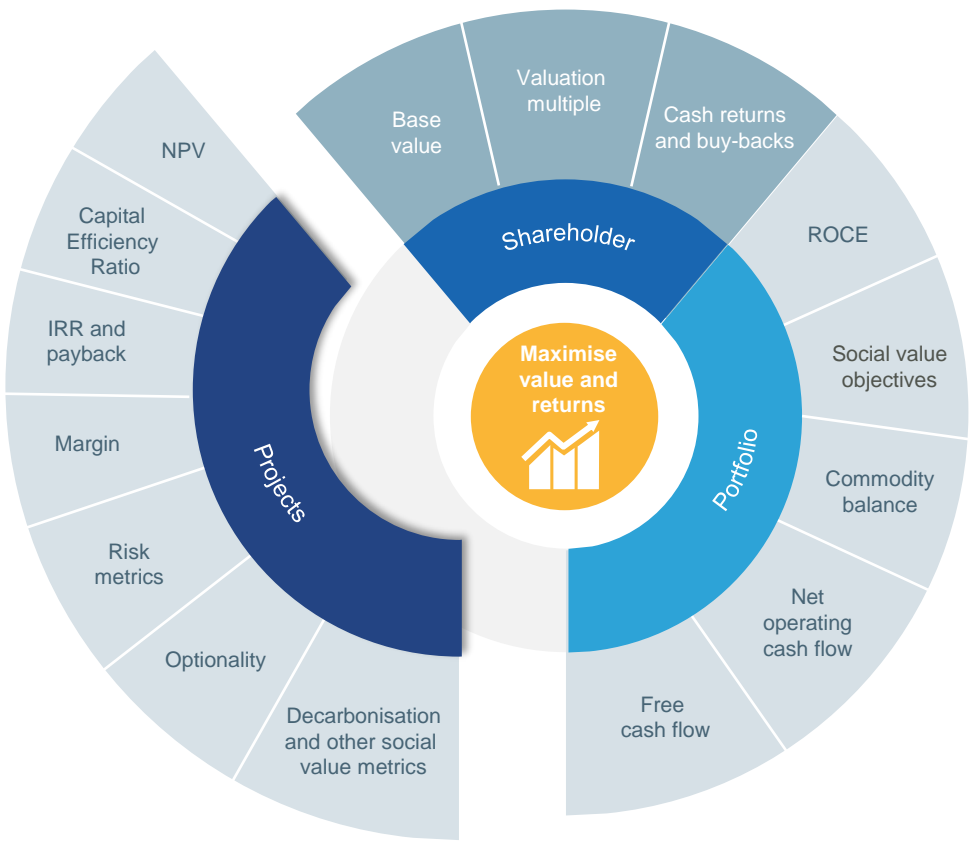 Base
value
Valuation
multiple
Cash returns
and buy-backs
Shareholder
NPV
Capital
Efficiency
Ratio
IRR and
payback
Margin
Risk
metrics
Optionality
Decarbonisation
and other social
value metrics
Projects
Maximise
value and
returns
Portfolio
ROCE
Social value
objectives
Commodity
balance
Net
operating
cash flow
Free
cash flow